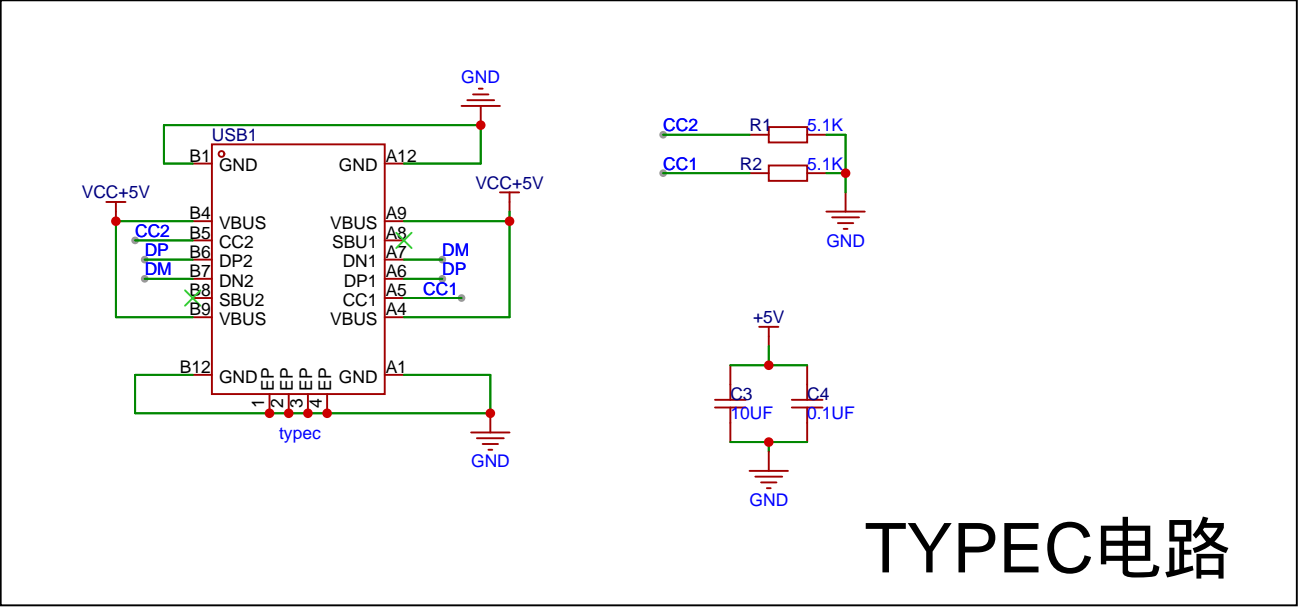 GND
USB1
B1
GND
GND
A12
VCC+5V
VCC+5V
B4
VBUS
VBUS
A9
CC2
B5
CC2
SBU1
A8
DP
B6
DP2
DN1
A7
DM
DM
B7
DN2
DP1
A6
DP
B8
SBU2
CC1
A5
CC1
B9
VBUS
VBUS
A4
B12
GND
EP
EP
EP
EP
GND
A1
1
2
3
4
typec
GND
CC2
R1
5.1K
CC1
R2
5.1K
GND
+5V
C3
10UF
C4
0.1UF
GND
TYPEC电路